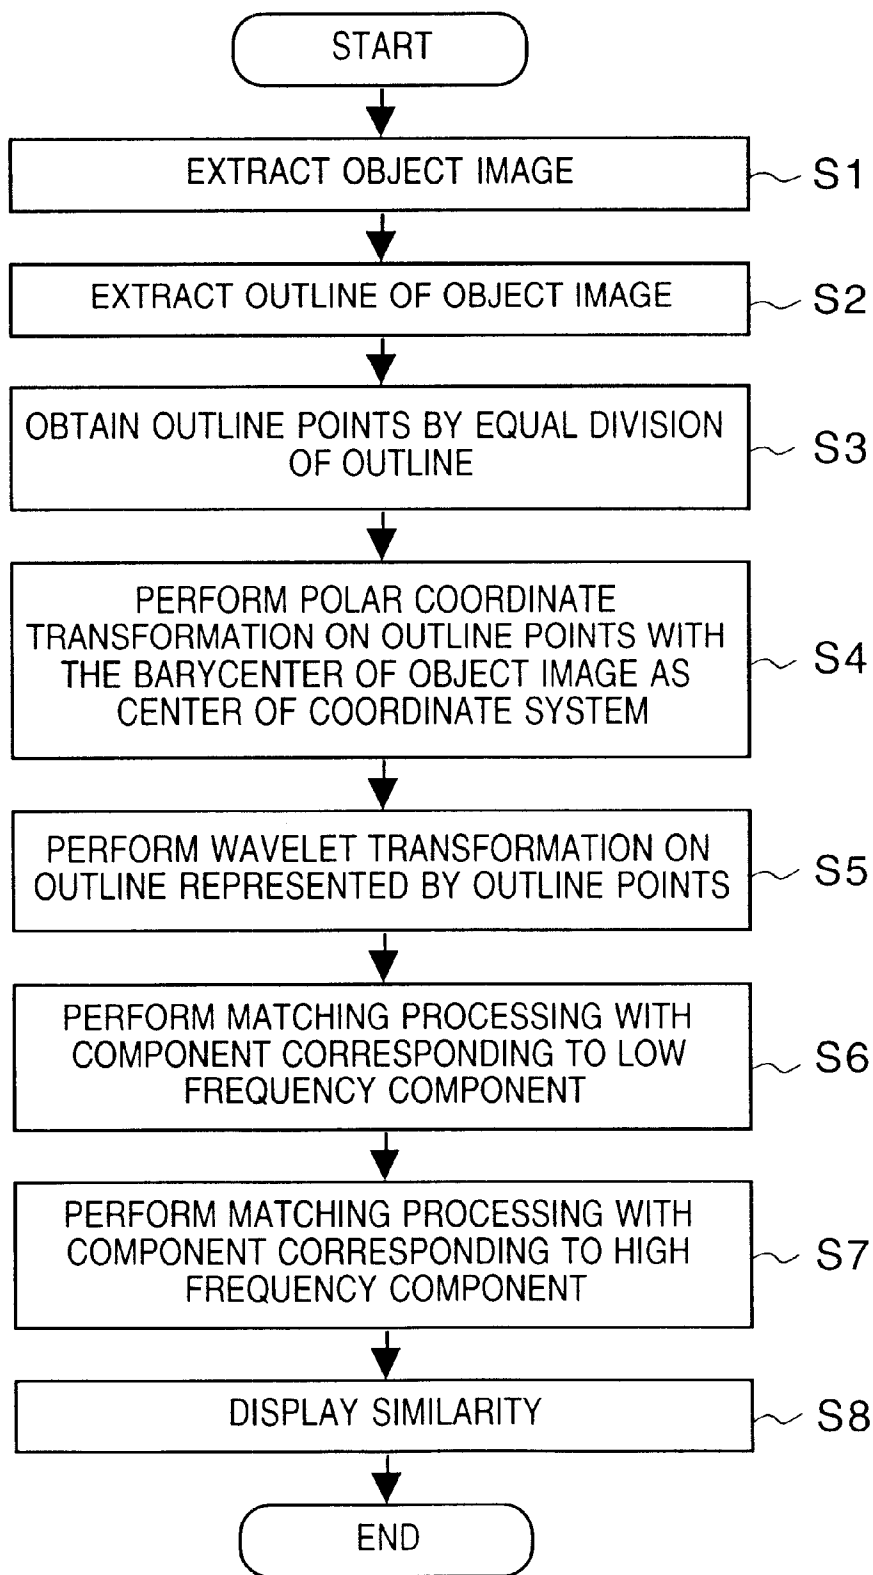 START
EXTRACT OBJECT IMAGE
S1
EXTRACT OUTLINE OF OBJECT IMAGE
S2
OBTAIN OUTLINE POINTS BY EQUAL DIVISION
OF OUTLINE
S3
PERFORM POLAR COORDINATE
TRANSFORMATION ON OUTLINE POINTS WITH
THE BARYCENTER OF OBJECT IMAGE AS
CENTER OF COORDINATE SYSTEM
S4
PERFORM WAVELET TRANSFORMATION ON
OUTLINE REPRESENTED BY OUTLINE POINTS
S5
PERFORM MATCHING PROCESSING WITH
COMPONENT CORRESPONDING TO LOW
FREQUENCY COMPONENT
S6
PERFORM MATCHING PROCESSING WITH
COMPONENT CORRESPONDING TO HIGH
FREQUENCY COMPONENT
S7
DISPLAY SIMILARITY
S8
END